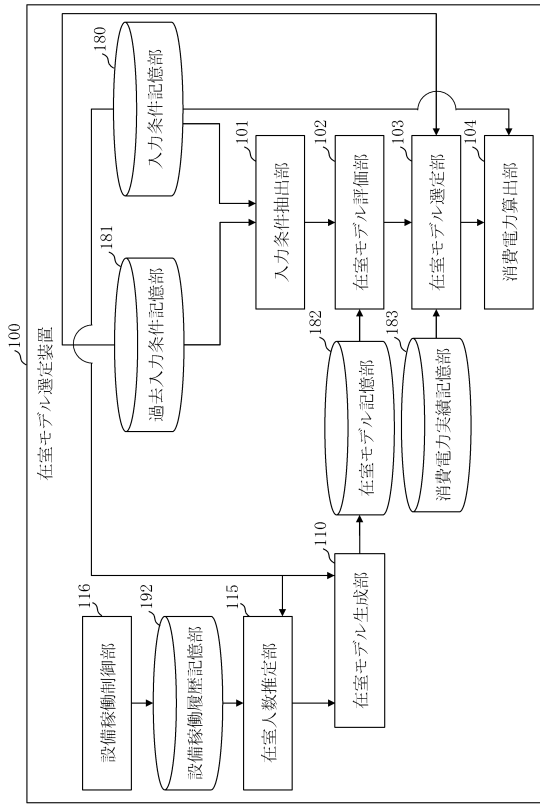 100
在室モデル選定装置
116
設備稼働制御部
192
設備稼働履歴記憶部
115
在室人数推定部
110
在室モデル生成部
181
過去入力条件記憶部
180
入力条件記憶部
101
入力条件抽出部
102
在室モデル評価部
103
在室モデル選定部
104
消費電力算出部
182
在室モデル記憶部
183
消費電力実績記憶部